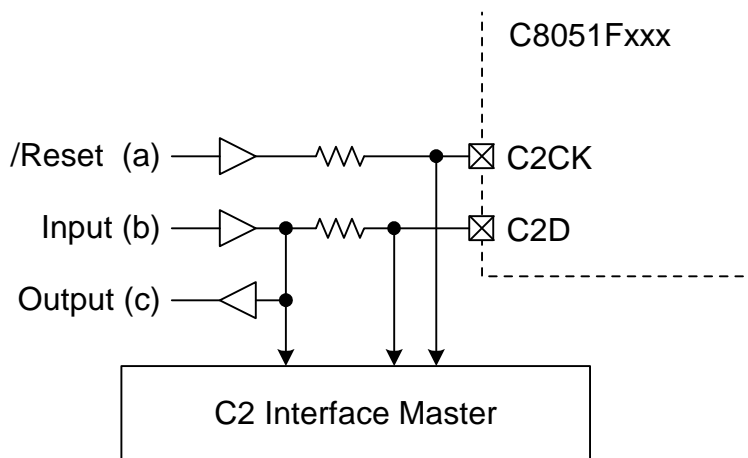 C8051Fxxx
/Reset (a)
C2CK
Input (b)
C2D
Output (c)
C2 Interface Master